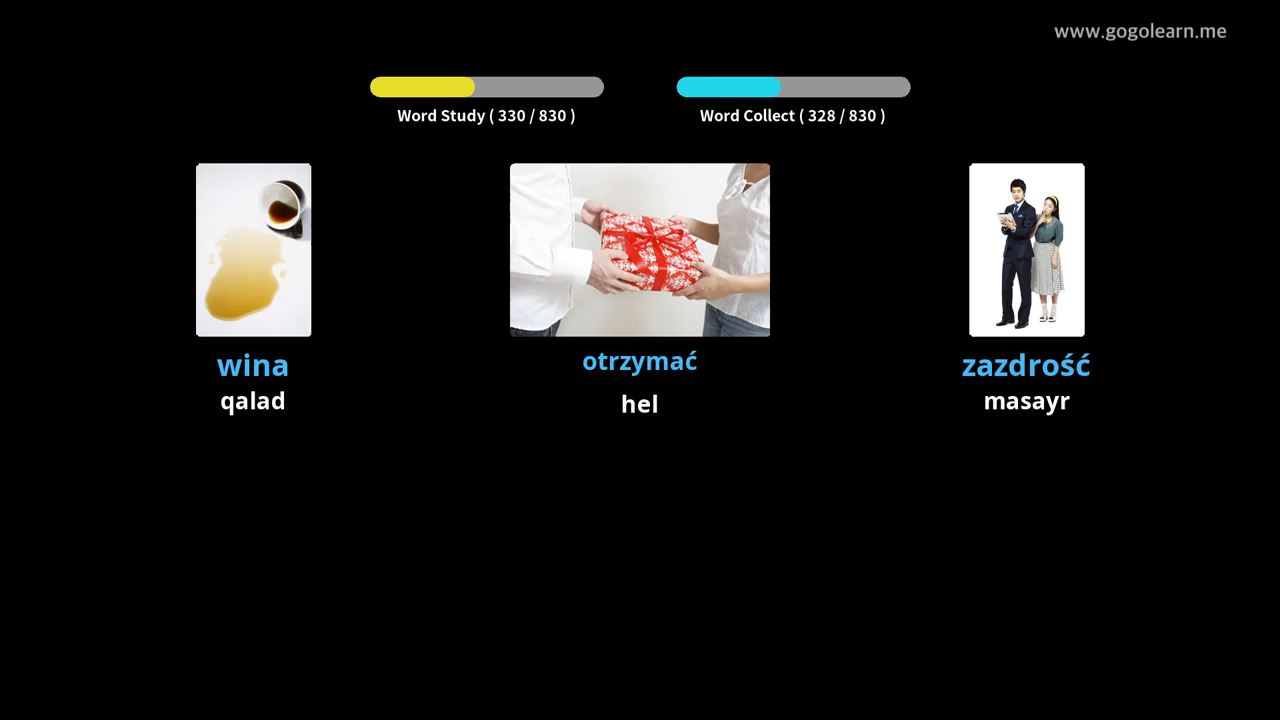 www.gogolearn.me
Word Study ( 330 / 830 )
Word Collect ( 328 / 830 )
wina
qalad
otrzymać
hel
zazdrość
masayr